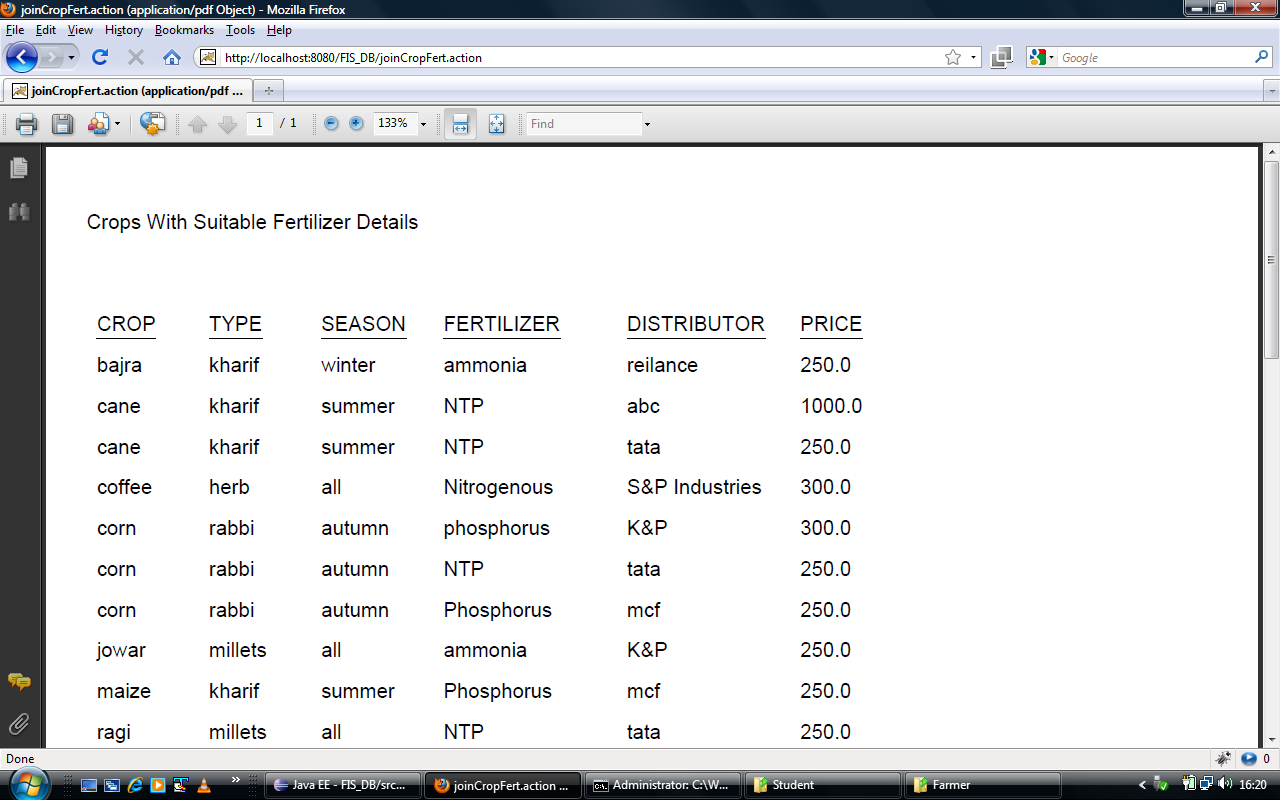 joinCropFert.action (application/pdf Object) - Mozilla Firefox
File Edit View History Bookmarks Tools Help
http://localhost:8080/FIS_DB/joinCropFert.action Google
joinCropFert.action (application/pdf ...
1 / 1 133% Find
Crops With Suitable Fertilizer Details
CROP TYPE SEASON FERTILIZER DISTRIBUTOR PRICE
bajra kharif winter ammonia reilance 250.0
cane kharif summer NTP abc 1000.0
cane kharif summer NTP tata 250.0
coffee herb all Nitrogenous S&P Industries 300.0
corn rabbi autumn phosphorus K&P 300.0
corn rabbi autumn NTP tata 250.0
corn rabbi autumn Phosphorus mcf 250.0
jowar millets all ammonia K&P 250.0
maize kharif summer Phosphorus mcf 250.0
ragi millets all NTP tata 250.0
Done 0
Java EE - FIS_DB/src... joinCropFert.action ... Administrator: C:\W... Student Farmer 16:20